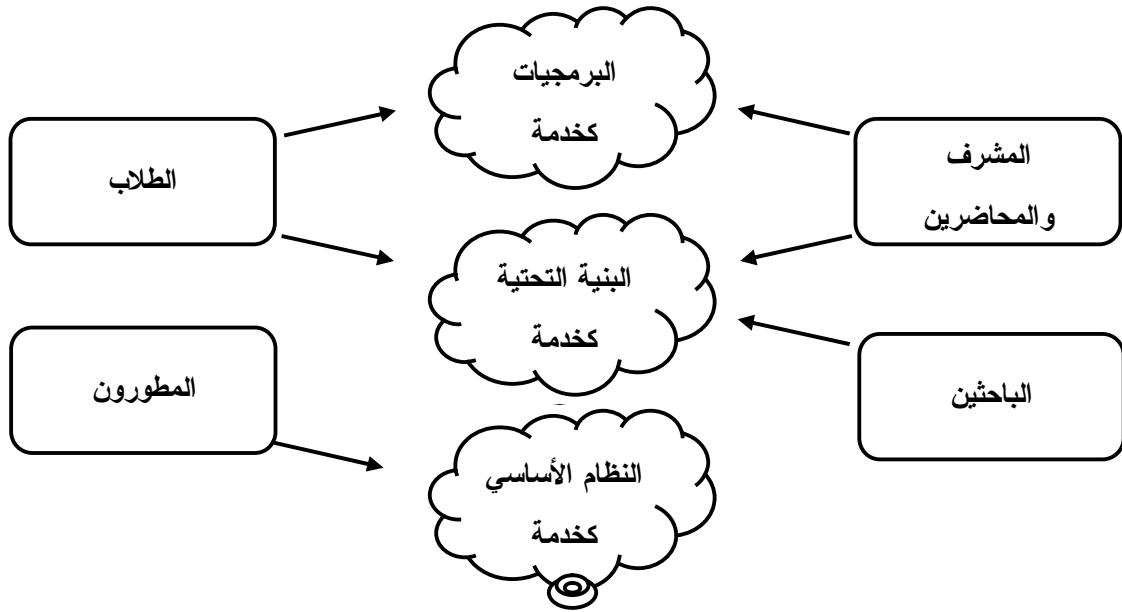 البرمجيات
كخدمة
المشرف
والمحاضرين
الطلاب
البنية التحتية
كخدمة
الباحثين
المطورون
النظام الأساسي
كخدمة